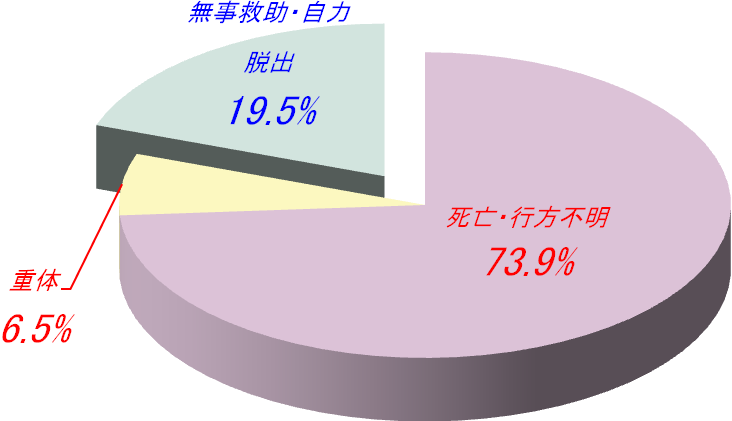 無事救助・自力
脱出
19.5%
死亡・行方不明
73.9%
重体
6.5%